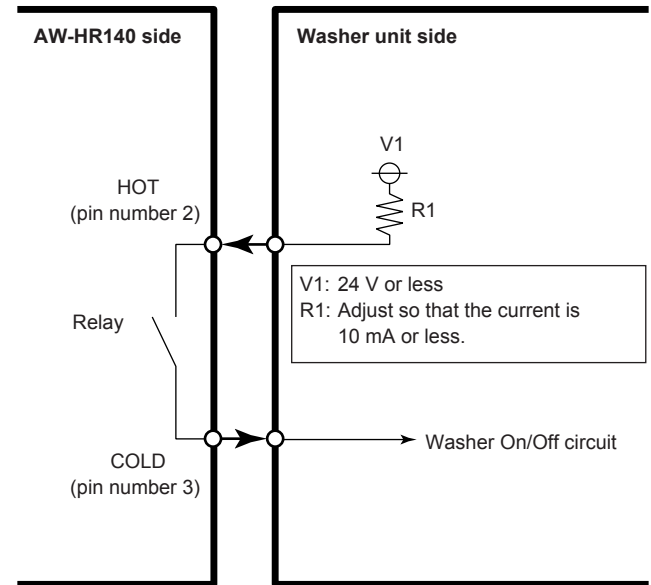 AW-HR140 side
Washer unit side
V1
R1
HOT
(pin number 2)
V1: 24 V or less
R1: Adjust so that the current is
10 mA or less.
Relay
Washer On/Off circuit
COLD
(pin number 3)